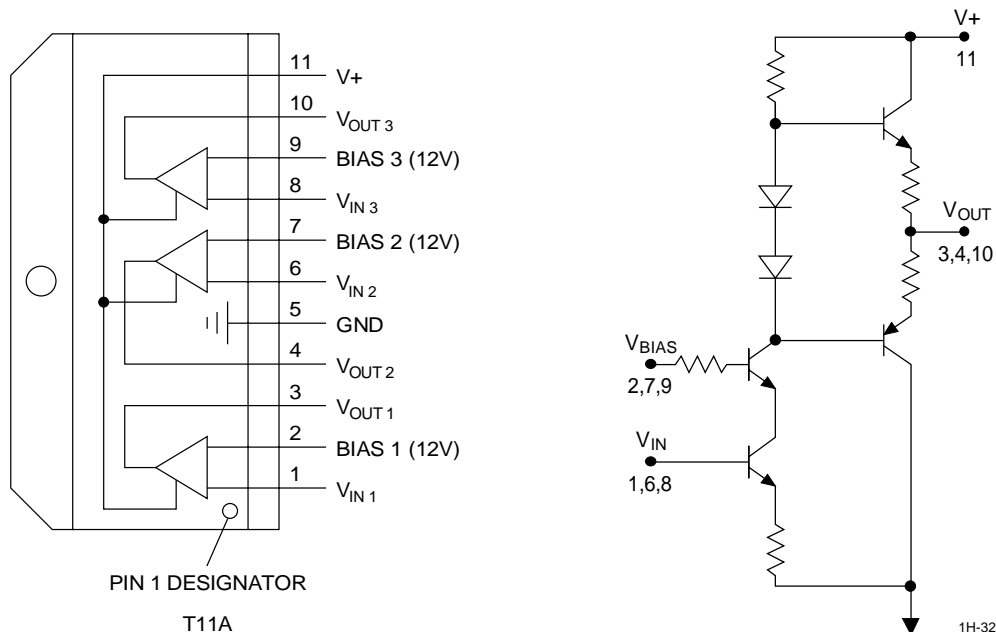 11 V+
10 VOUT 3
9 BIAS 3 (12V)
8 VIN 3
7 BIAS 2 (12V)
6 VIN 2
5 GND
4 VOUT 2
3 VOUT 1
2 BIAS 1 (12V)
1 VIN 1
PIN 1 DESIGNATOR
T11A
V+
11
VOUT
3,4,10
VBIAS
2,7,9
VIN
1,6,8
1H-32